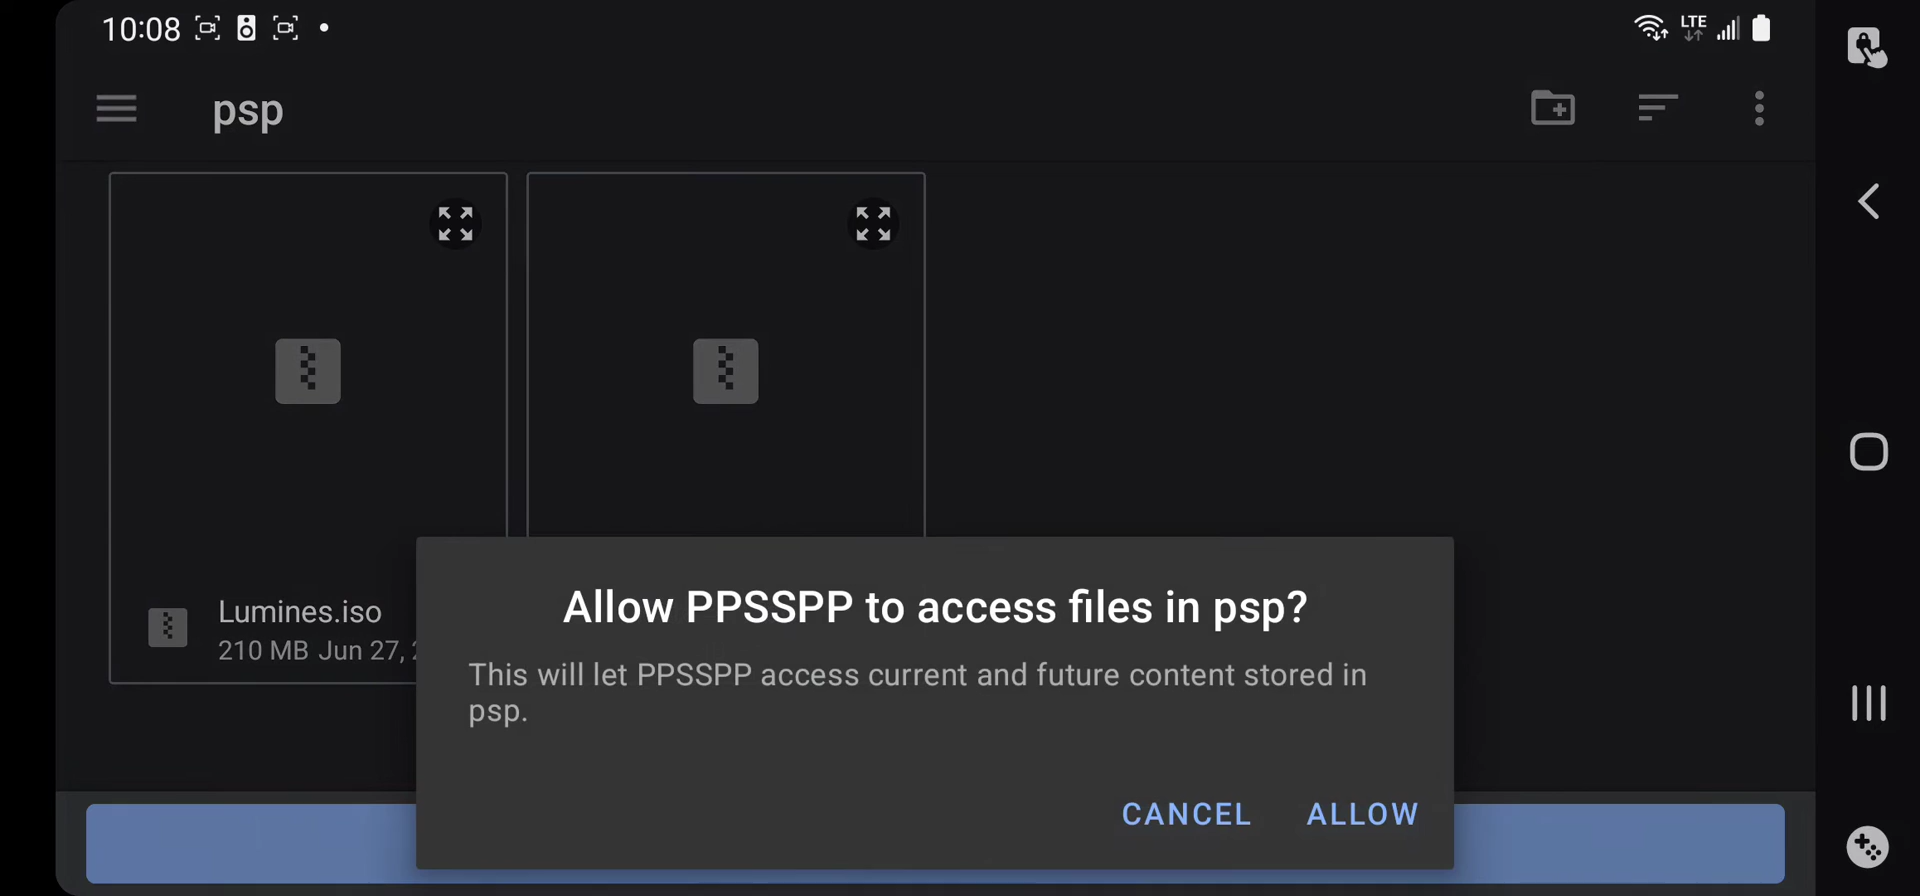 10:08
LTE
psp
Lumines.iso
210 MB Jun 27,
Allow PPSSPP to access files in psp?
This will let PPSSPP access current and future content stored in
psp.
CANCEL
ALLOW